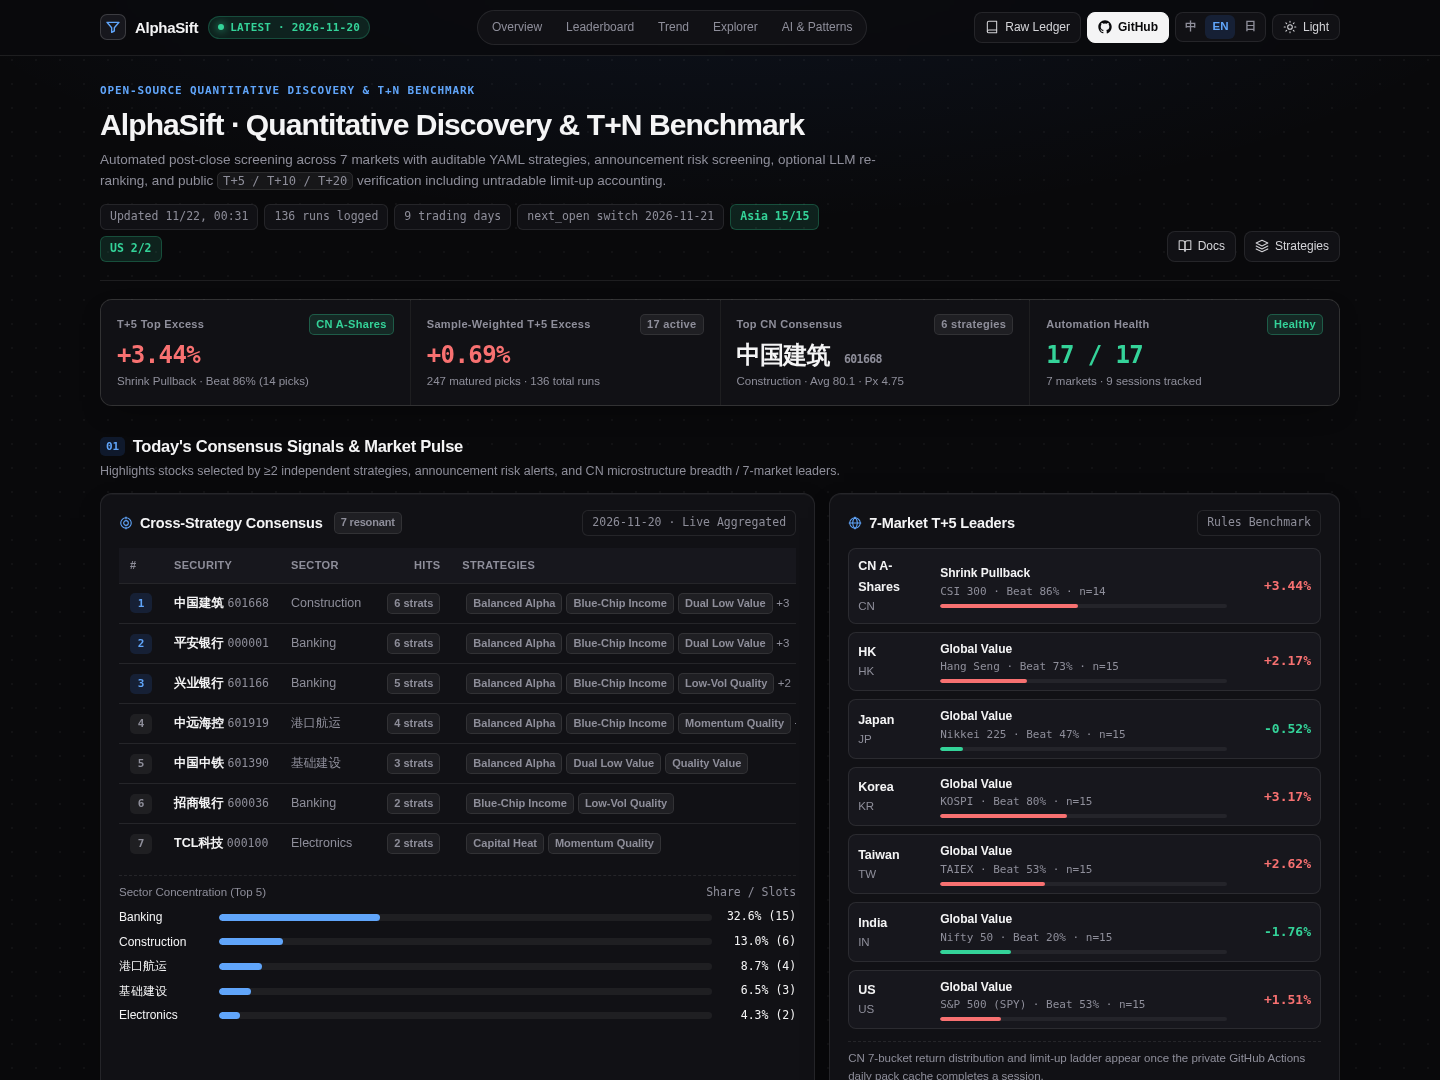 AlphaSift
LATEST · 2026-11-20
Overview Leaderboard Trend Explorer AI & Patterns
Raw Ledger
GitHub
中 EN 日
Light
OPEN-SOURCE QUANTITATIVE DISCOVERY & T+N BENCHMARK
AlphaSift · Quantitative Discovery & T+N Benchmark
Automated post-close screening across 7 markets with auditable YAML strategies, announcement risk screening, optional LLM re-
ranking, and public T+5 / T+10 / T+20 verification including untradable limit-up accounting.
Updated 11/22, 00:31 136 runs logged 9 trading days next_open switch 2026-11-21 Asia 15/15
US 2/2
Docs Strategies
T+5 Top Excess CN A-Shares
+3.44%
Shrink Pullback · Beat 86% (14 picks)
Sample-Weighted T+5 Excess 17 active
+0.69%
247 matured picks · 136 total runs
Top CN Consensus 6 strategies
中国建筑 601668
Construction · Avg 80.1 · Px 4.75
Automation Health Healthy
17 / 17
7 markets · 9 sessions tracked
01 Today's Consensus Signals & Market Pulse
Highlights stocks selected by ≥2 independent strategies, announcement risk alerts, and CN microstructure breadth / 7-market leaders.
Cross-Strategy Consensus 7 resonant 2026-11-20 · Live Aggregated
# SECURITY SECTOR HITS STRATEGIES
1 中国建筑 601668 Construction 6 strats Balanced Alpha Blue-Chip Income Dual Low Value +3
2 平安银行 000001 Banking 6 strats Balanced Alpha Blue-Chip Income Dual Low Value +3
3 兴业银行 601166 Banking 5 strats Balanced Alpha Blue-Chip Income Low-Vol Quality +2
4 中远海控 601919 港口航运 4 strats Balanced Alpha Blue-Chip Income Momentum Quality
5 中国中铁 601390 基础建设 3 strats Balanced Alpha Dual Low Value Quality Value
6 招商银行 600036 Banking 2 strats Blue-Chip Income Low-Vol Quality
7 TCL科技 000100 Electronics 2 strats Capital Heat Momentum Quality
Sector Concentration (Top 5) Share / Slots
Banking 32.6% (15)
Construction 13.0% (6)
港口航运 8.7% (4)
基础建设 6.5% (3)
Electronics 4.3% (2)
7-Market T+5 Leaders Rules Benchmark
CN A-
Shares
CN
Shrink Pullback
CSI 300 · Beat 86% · n=14
+3.44%
HK
HK
Global Value
Hang Seng · Beat 73% · n=15
+2.17%
Japan
JP
Global Value
Nikkei 225 · Beat 47% · n=15
-0.52%
Korea
KR
Global Value
KOSPI · Beat 80% · n=15
+3.17%
Taiwan
TW
Global Value
TAIEX · Beat 53% · n=15
+2.62%
India
IN
Global Value
Nifty 50 · Beat 20% · n=15
-1.76%
US
US
Global Value
S&P 500 (SPY) · Beat 53% · n=15
+1.51%
CN 7-bucket return distribution and limit-up ladder appear once the private GitHub Actions
daily pack cache completes a session.